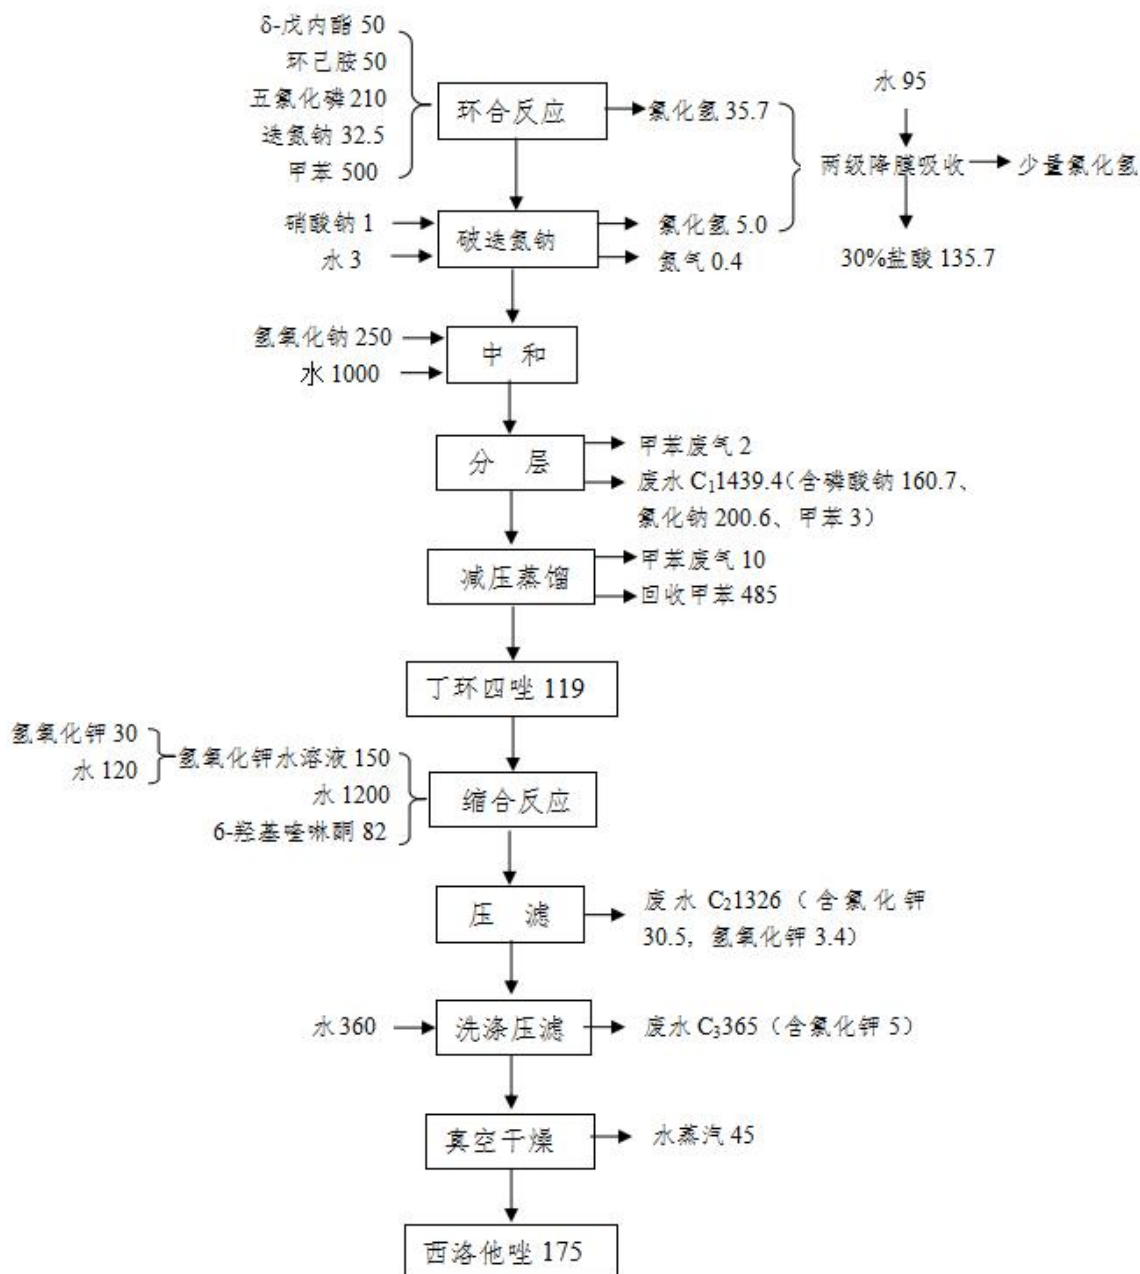 δ-戊内酯 50
环己胺 50
五氯化磷 210
迭氮钠 32.5
甲苯 500
环合反应
氯化氢 35.7
水 95
两级降膜吸收
少量氯化氢
30%盐酸 135.7
硝酸钠 1
水 3
破迭氮钠
氯化氢 5.0
氮气 0.4
氢氧化钠 250
水 1000
中 和
分 层
甲苯废气 2
废水 C₁1439.4（含磷酸钠 160.7、
氯化钠 200.6、甲苯 3）
减压蒸馏
甲苯废气 10
回收甲苯 485
丁环四唑 119
氢氧化钾 30
水 120
氢氧化钾水溶液 150
水 1200
6-羟基喹啉酮 82
缩合反应
压 滤
废水 C₂1326（含氯化钾
30.5，氢氧化钾 3.4）
水 360
洗涤压滤
废水 C₃365（含氯化钾 5）
真空干燥
水蒸汽 45
西洛他唑 175